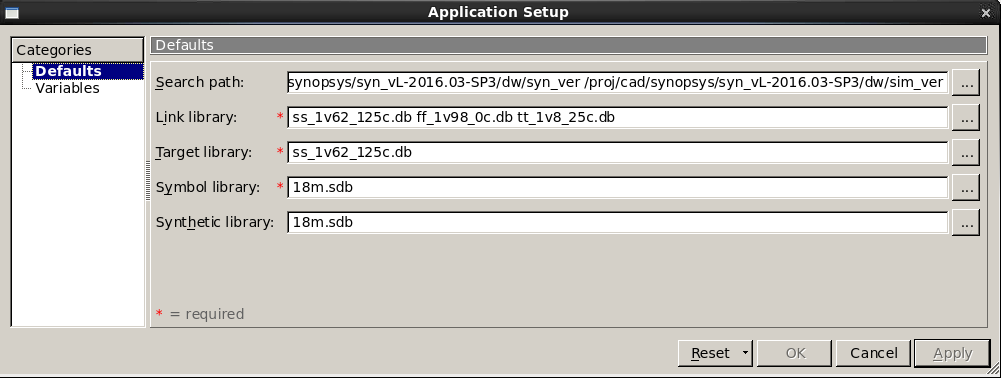 Application Setup
Categories
Defaults
Variables
Defaults
Search path: synopsys/syn_vL-2016.03-SP3/dw/syn_ver /proj/cad/synopsys/syn_vL-2016.03-SP3/dw/sim_ver ...
Link library: * ss_1v62_125c.db ff_1v98_0c.db tt_1v8_25c.db ...
Target library: * ss_1v62_125c.db ...
Symbol library: * 18m.sdb ...
Synthetic library: 18m.sdb ...
* = required
Reset OK Cancel Apply